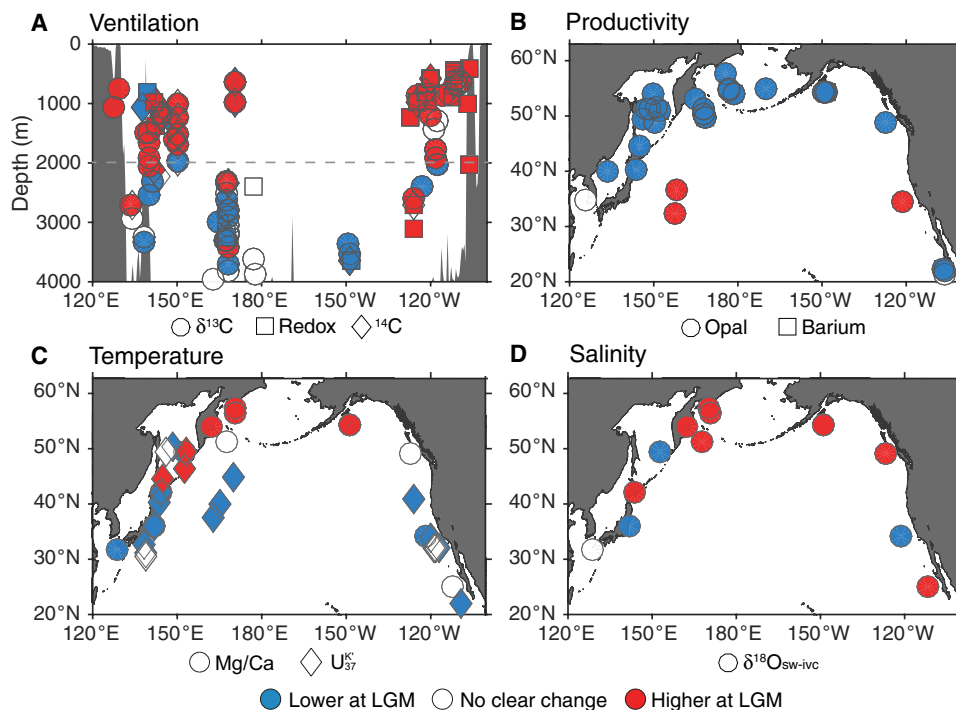 A Ventilation
B Productivity
0
1000
2000
3000
4000
Depth (m)
120°E 150°E 180°W 150°W 120°W
δ¹³C Redox ¹⁴C
60°N
50°N
40°N
30°N
20°N
120°E 150°E 180°W 150°W 120°W
Opal Barium
C Temperature
D Salinity
60°N
50°N
40°N
30°N
20°N
120°E 150°E 180°W 150°W 120°W
Mg/Ca U³⁷ᴷ'
60°N
50°N
40°N
30°N
20°N
120°E 150°E 180°W 150°W 120°W
δ¹⁸Osw-ivc
Lower at LGM No clear change Higher at LGM